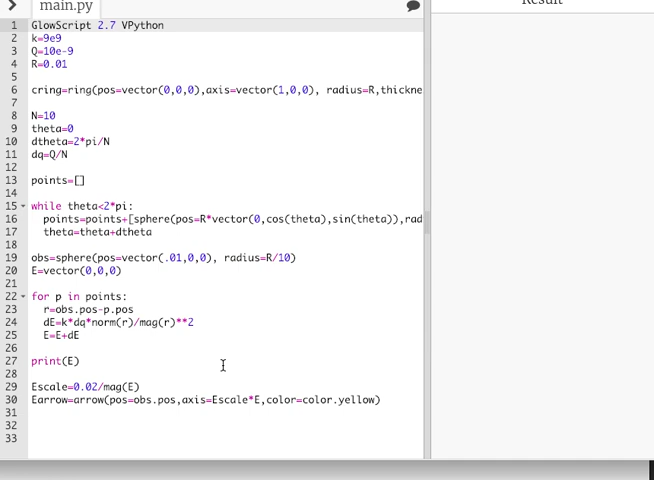 main.py
Result
1 GlowScript 2.7 VPython
2 k=9e9
3 Q=10e-9
4 R=0.01
5
6 cring=ring(pos=vector(0,0,0),axis=vector(1,0,0), radius=R,thickne
7
8 N=10
9 theta=0
10 dtheta=2*pi/N
11 dq=Q/N
12
13 points=[]
14
15 while theta<2*pi:
16 points=points+[sphere(pos=R*vector(0,cos(theta),sin(theta)),rad
17 theta=theta+dtheta
18
19 obs=sphere(pos=vector(.01,0,0), radius=R/10)
20 E=vector(0,0,0)
21
22 for p in points:
23 r=obs.pos-p.pos
24 dE=k*dq*norm(r)/mag(r)**2
25 E=E+dE
26
27 print(E)
28
29 Escale=0.02/mag(E)
30 Earrow=arrow(pos=obs.pos,axis=Escale*E,color=color.yellow)
31
32
33